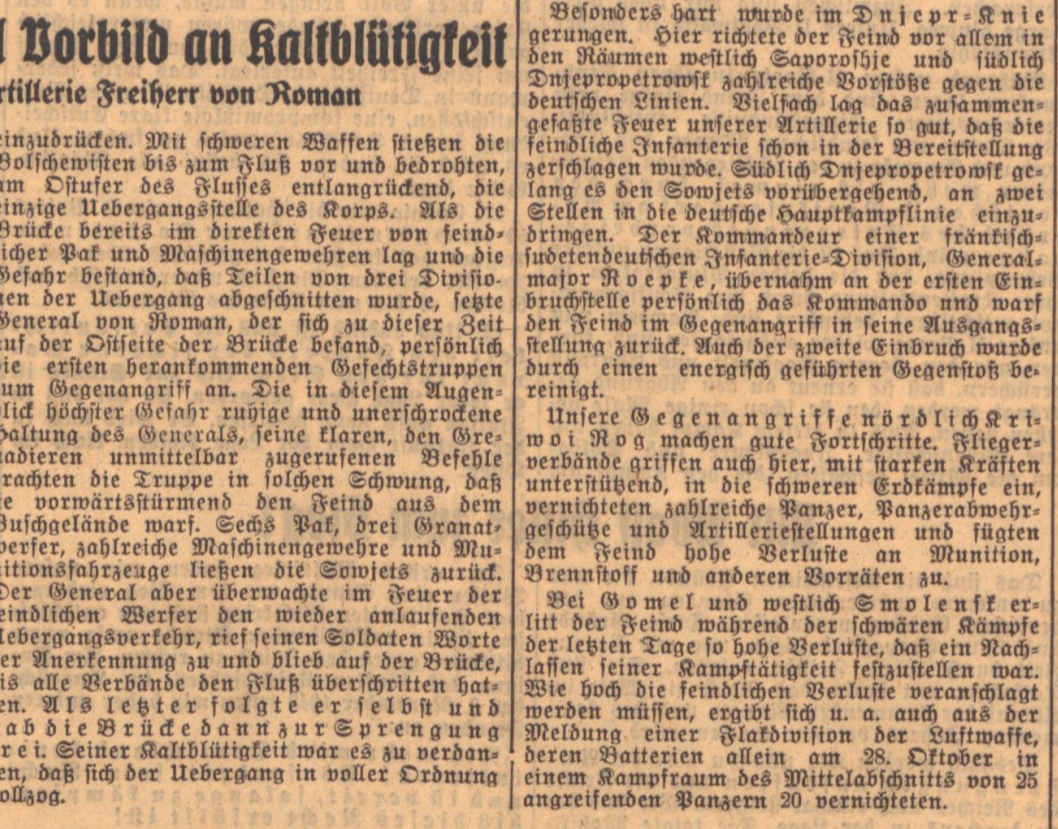 Vorbild an Kaltblütigkeit
rtillerie Freiherr von Roman
einzudrücken. Mit schweren Waffen stießen die
Bolschewisten bis zum Fluß vor und bedrohten,
am Ostufer des Flusses entlangrückend, die
einzige Uebergangsstelle des Korps. Als die
Brücke bereits im direkten Feuer von feind-
licher Pak und Maschinengewehren lag und die
Gefahr bestand, daß Teilen von drei Divisio-
nen der Uebergang abgeschnitten wurde, setzte
General von Roman, der sich zu dieser Zeit
auf der Ostseite der Brücke befand, persönlich
die ersten herankommenden Gefechtstruppen
zum Gegenangriff an. Die in diesem Augen-
blick höchster Gefahr ruhige und unerschrockene
Haltung des Generals, seine klaren, den Gre-
nadieren unmittelbar zugerufenen Befehle
brachten die Truppe in solchen Schwung, daß
sie vorwärtsstürmend den Feind aus dem
Buschgelände warf. Sechs Pak, drei Granat-
werfer, zahlreiche Maschinengewehre und Mu-
nitionsfahrzeuge ließen die Sowjets zurück.
Der General aber überwachte im Feuer der
feindlichen Werfer den wieder anlaufenden
Uebergangsverkehr, rief seinen Soldaten Worte
der Anerkennung zu und blieb auf der Brücke,
bis alle Verbände den Fluß überschritten hat-
ten. Als letzter folgte er selbst und
gab die Brücke dann zur Sprengung
frei. Seiner Kaltblütigkeit war es zu verdan-
ken, daß sich der Uebergang in voller Ordnung
vollzog.
Besonders hart wurde im Dnjepr-Knie
gerungen. Hier richtete der Feind vor allem in
den Räumen westlich Saporoshje und südlich
Dnjepropetrowsk zahlreiche Vorstöße gegen die
deutschen Linien. Vielfach lag das zusammen-
gefaßte Feuer unserer Artillerie so gut, daß die
feindliche Infanterie schon in der Bereitstellung
zerschlagen wurde. Südlich Dnjepropetrowsk ge-
lang es den Sowjets vorübergehend, an zwei
Stellen in die deutsche Hauptkampflinie einzu-
dringen. Der Kommandeur einer fränkisch-
sudetendeutschen Infanterie-Division, General-
major Roepke, übernahm an der ersten Ein-
bruchstelle persönlich das Kommando und warf
den Feind im Gegenangriff in seine Ausgangs-
stellung zurück. Auch der zweite Einbruch wurde
durch einen energisch geführten Gegenstoß be-
reinigt.
Unsere Gegenangriffe nördlich Kri-
woi Rog machen gute Fortschritte. Flieger-
verbände griffen auch hier, mit starken Kräften
unterstützend, in die schweren Erdkämpfe ein,
vernichteten zahlreiche Panzer, Panzerabwehr-
geschütze und Artilleriestellungen und fügten
dem Feind hohe Verluste an Munition,
Brennstoff und anderen Vorräten zu.
Bei Gomel und westlich Smolensk er-
litt der Feind während der schwären Kämpfe
der letzten Tage so hohe Verluste, daß ein Nach-
lassen seiner Kampftätigkeit festzustellen war.
Wie hoch die feindlichen Verluste veranschlagt
werden müssen, ergibt sich u. a. auch aus der
Meldung einer Flakdivision der Luftwaffe,
deren Batterien allein am 28. Oktober in
einem Kampfraum des Mittelabschnitts von 25
angreifenden Panzern 20 vernichteten.